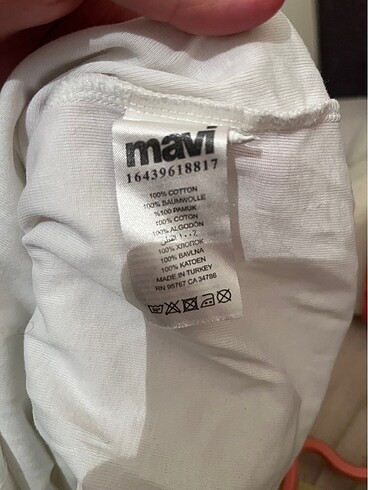 mavi
16439618817
100% COTTON
100% BAUMWOLLE
%100 PAMUK
100% COTON
100% ALGODÓN
100% ХЛОПОК
100% BAVLNA
100% KATOEN
MADE IN TURKEY
RN 95767 CA 34786